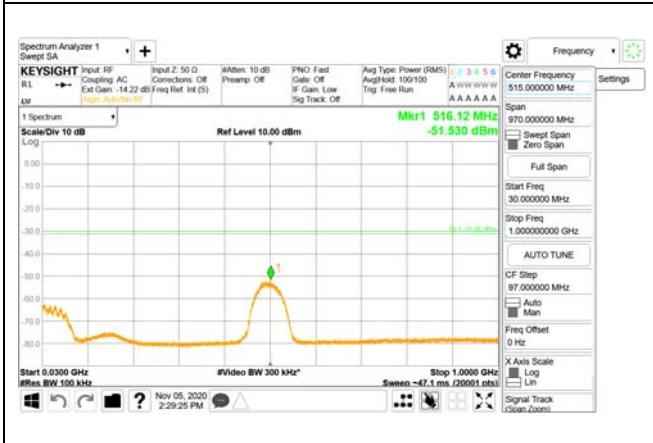 Spectrum Analyzer 1
Swept SA
+
Frequency
KEYSIGHT
Input: RF
Input Z: 50 Ω
#Atten: 10 dB
PNO: Fast
Avg Type: Power (RMS)
1 2 3 4 5 6
RL
Coupling: AC
Corrections: Off
Preamp: Off
Gate: Off
Avg|Hold: 100/100
A W W W W W
Ext Gain: -14.22 dB
Freq Ref: Int (S)
IF Gain: Low
Trig: Free Run
Align: Auto/No RF
Sig Track: Off
A A A A A A
1 Spectrum
Mkr1 516.12 MHz
Scale/Div 10 dB
Ref Level 10.00 dBm
-51.530 dBm
Log
0.00
-10.0
-20.0
-30.0
-40.0
-50.0
-60.0
-70.0
-80.0
1
Start 0.0300 GHz
#Video BW 300 kHz*
Stop 1.0000 GHz
#Res BW 100 kHz
Sweep ~47.1 ms (20001 pts)
Nov 05, 2020
2:29:25 PM
?
Center Frequency
515.000000 MHz
Settings
Span
970.000000 MHz
Swept Span
Zero Span
Full Span
Start Freq
30.000000 MHz
Stop Freq
1.000000000 GHz
AUTO TUNE
CF Step
97.000000 MHz
Auto
Man
Freq Offset
0 Hz
X Axis Scale
Log
Lin
Signal Track
(Span Zoom)